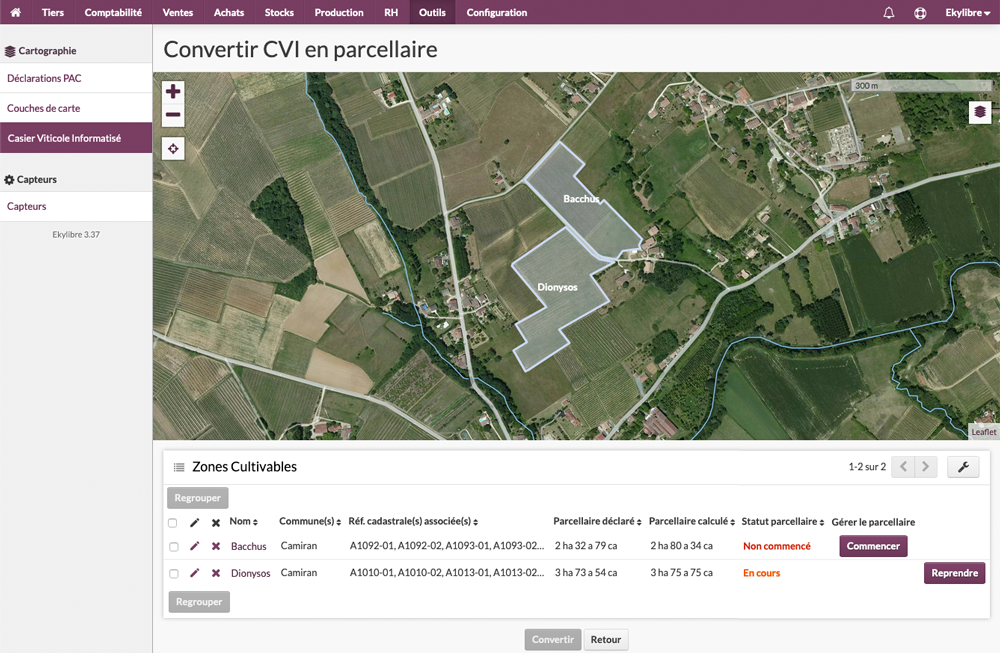 Tiers Comptabilité Ventes Achats Stocks Production RH Outils Configuration Ekylibre
Cartographie
Déclarations PAC
Couches de carte
Casier Viticole Informatisé
Capteurs
Capteurs
Ekylibre 3.37
Convertir CVI en parcellaire
300 m
Bacchus
Dionysos
Leaflet
Zones Cultivables
1-2 sur 2
Regrouper
Nom Commune(s) Réf. cadastrale(s) associée(s) Parcellaire déclaré Parcellaire calculé Statut parcellaire Gérer le parcellaire
Bacchus Camiran A1092-01, A1092-02, A1093-01, A1093-02... 2 ha 32 a 79 ca 2 ha 80 a 34 ca Non commencé Commencer
Dionysos Camiran A1010-01, A1010-02, A1013-01, A1013-02... 3 ha 73 a 54 ca 3 ha 75 a 75 ca En cours Reprendre
Regrouper
Convertir Retour